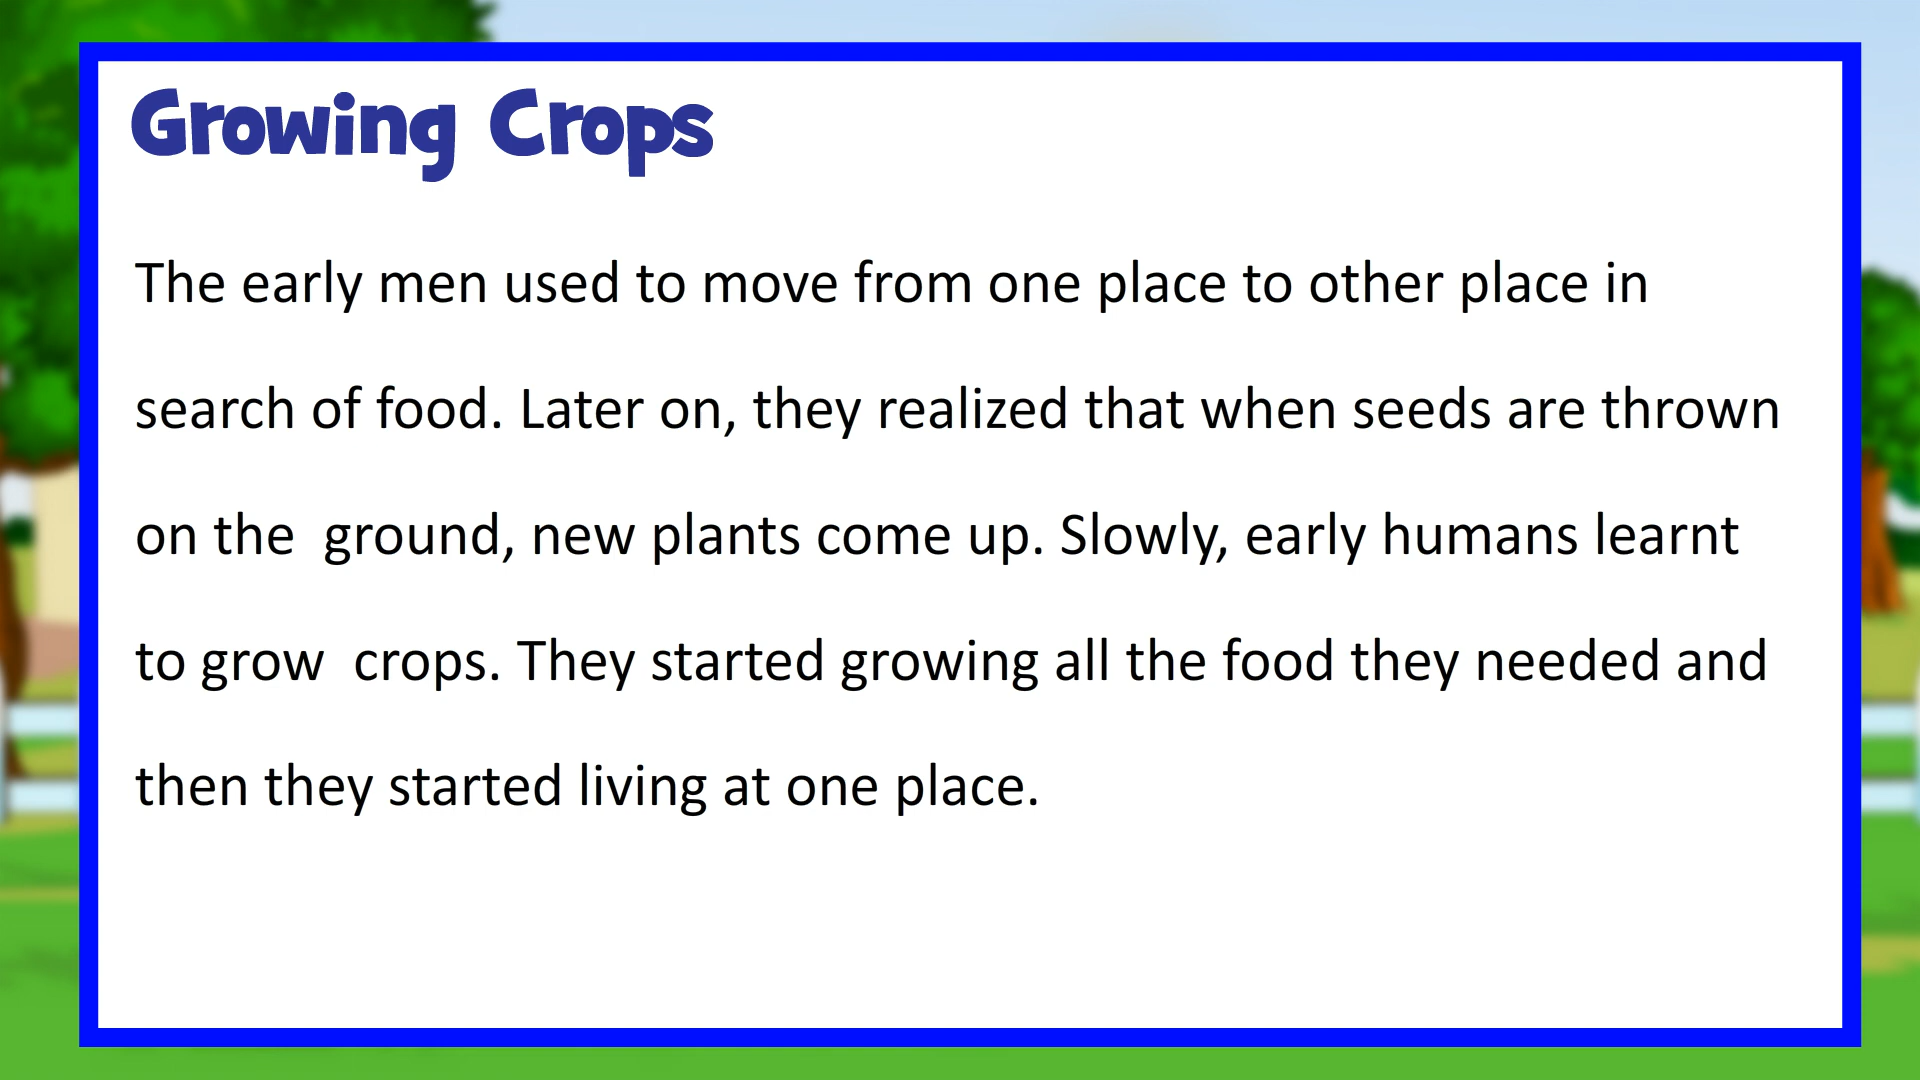 Growing Crops
The early men used to move from one place to other place in
search of food. Later on, they realized that when seeds are thrown
on the  ground, new plants come up. Slowly, early humans learnt
to grow  crops. They started growing all the food they needed and
then they started living at one place.